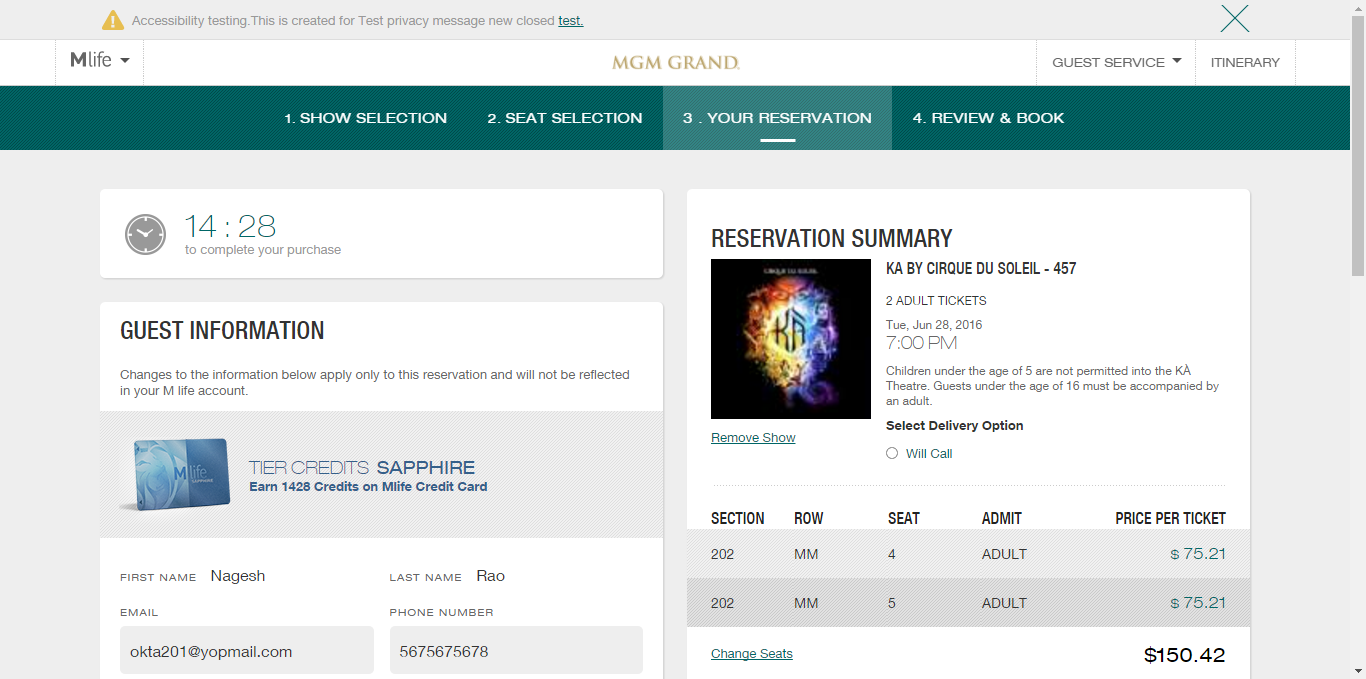 Accessibility testing.This is created for Test privacy message new closed test.
Mlife
MGM GRAND.
GUEST SERVICE
ITINERARY
1. SHOW SELECTION
2. SEAT SELECTION
3 . YOUR RESERVATION
4. REVIEW & BOOK
14 : 28
to complete your purchase
GUEST INFORMATION
Changes to the information below apply only to this reservation and will not be reflected
in your M life account.
Mlife
SAPPHIRE
TIER CREDITS SAPPHIRE
Earn 1428 Credits on Mlife Credit Card
FIRST NAME Nagesh
LAST NAME Rao
EMAIL
PHONE NUMBER
okta201@yopmail.com
5675675678
RESERVATION SUMMARY
CIRQUE DU SOLEIL
KÀ
KA BY CIRQUE DU SOLEIL - 457
2 ADULT TICKETS
Tue, Jun 28, 2016
7:00 PM
Children under the age of 5 are not permitted into the KÀ
Theatre. Guests under the age of 16 must be accompanied by
an adult.
Select Delivery Option
Will Call
Remove Show
SECTION ROW SEAT ADMIT PRICE PER TICKET
202 MM 4 ADULT $ 75.21
202 MM 5 ADULT $ 75.21
Change Seats
$150.42